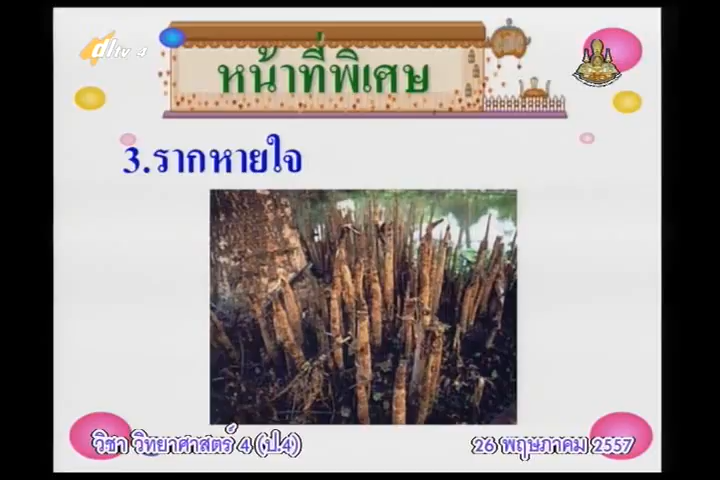 dltv 4
หน้าที่พิเศษ
3.รากหายใจ
วิชา วิทยาศาสตร์ 4 (ป.4)
26 พฤษภาคม 2557